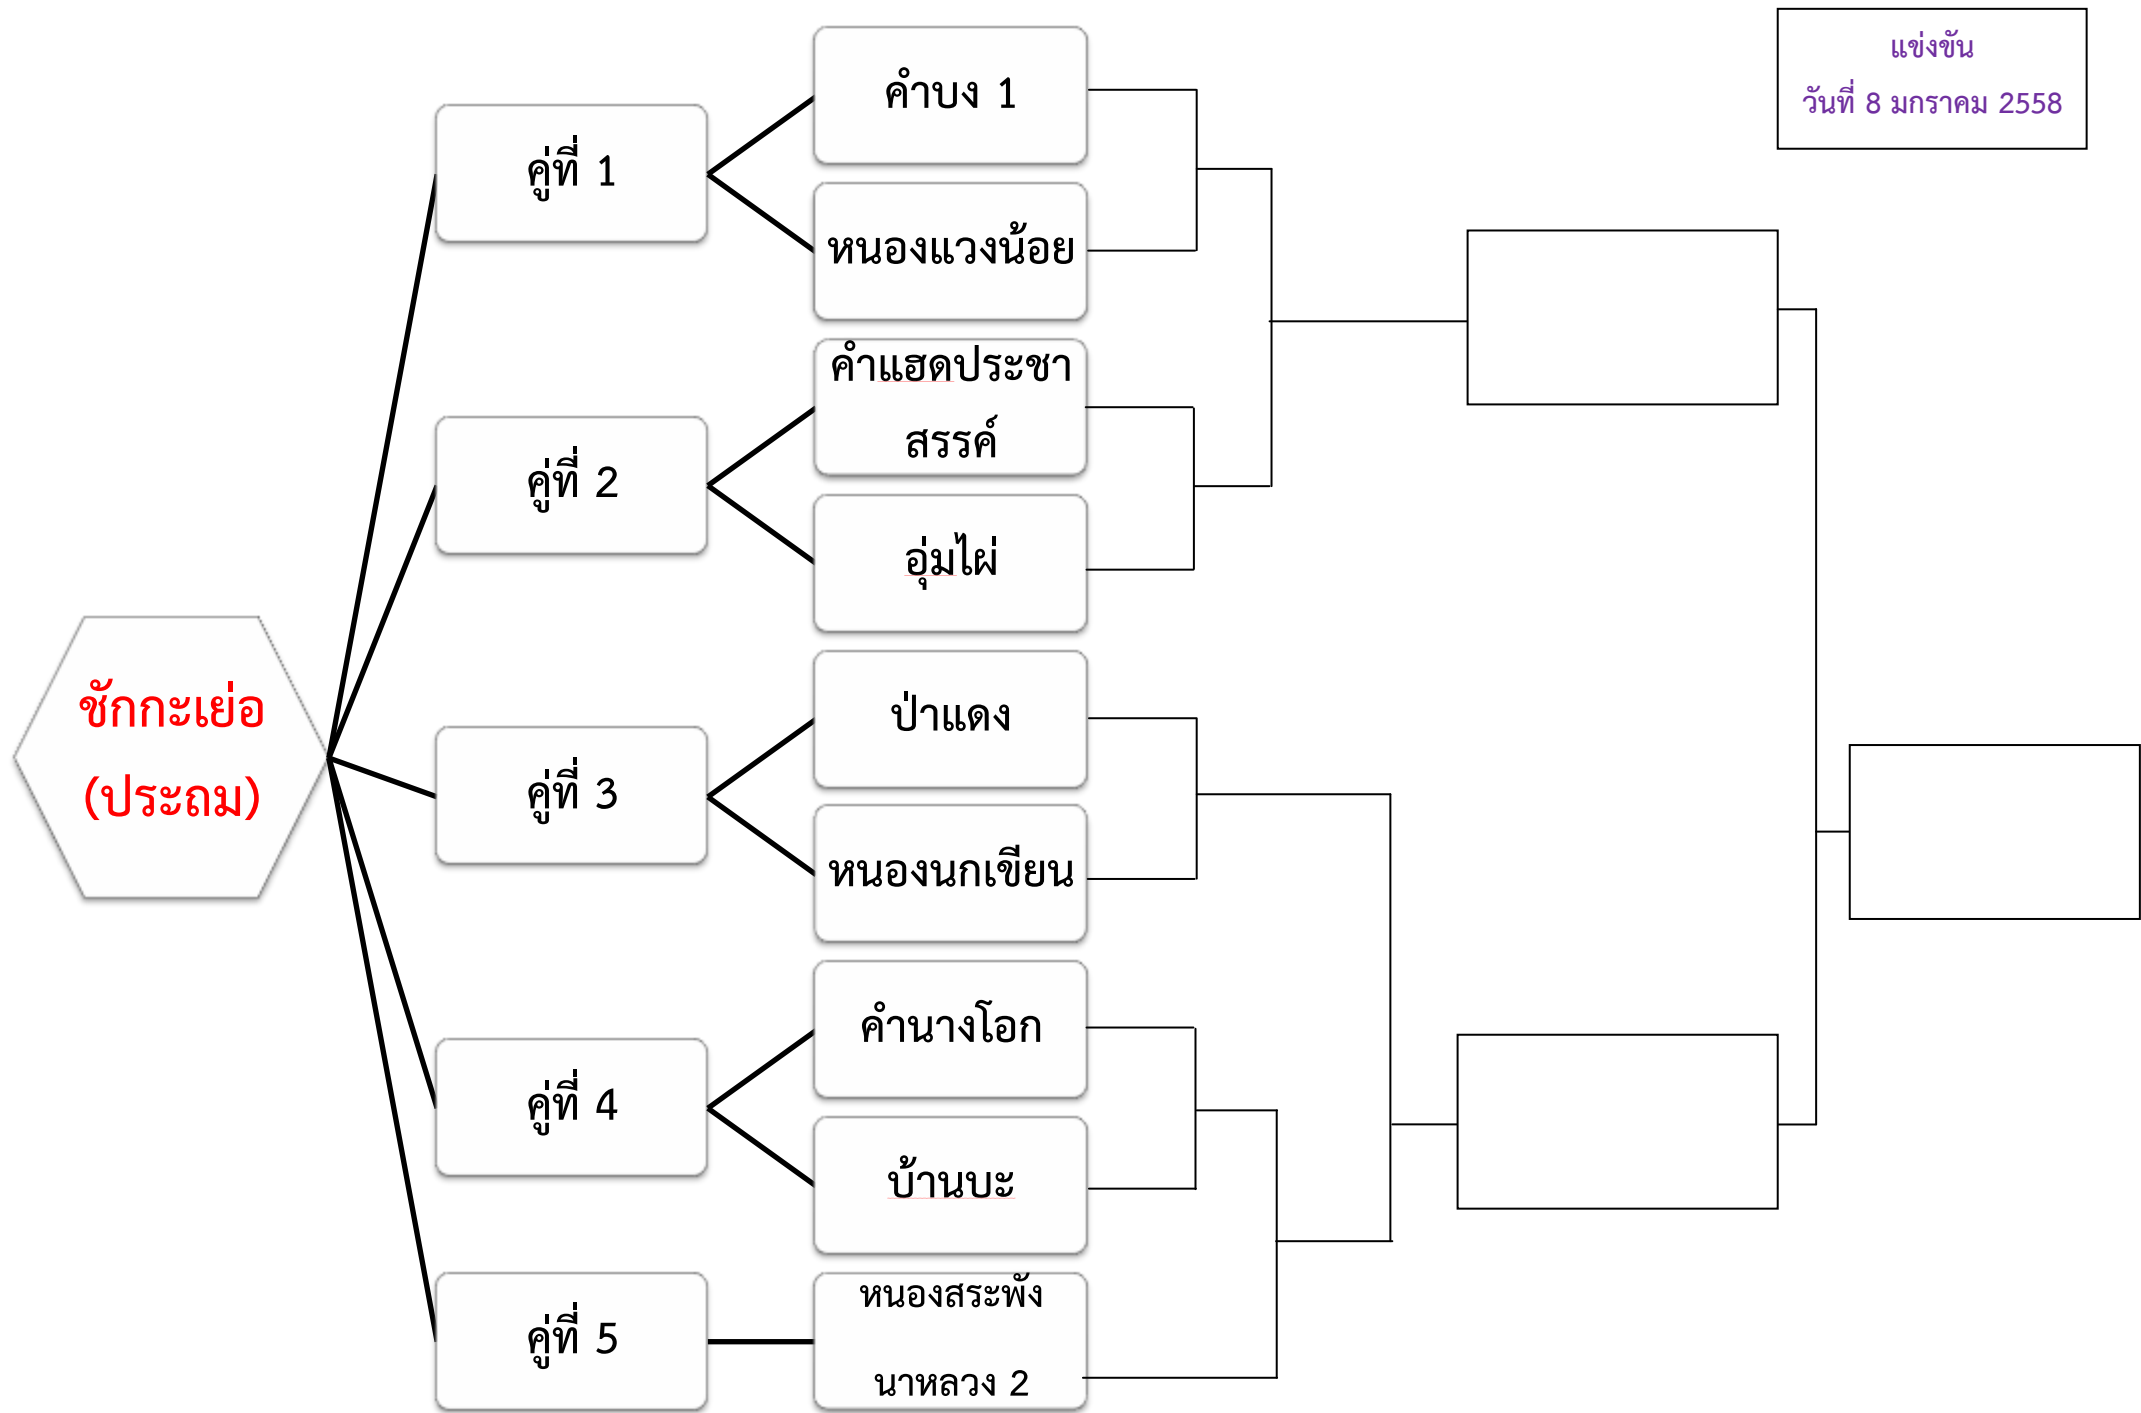 แข่งขัน
วันที่ 8 มกราคม 2558
ชักกะเย่อ
(ประถม)
คู่ที่ 1
คำบง 1
หนองแวงน้อย
คู่ที่ 2
คำแฮดประชา
สรรค์
อุ่มไผ่
คู่ที่ 3
ป่าแดง
หนองนกเขียน
คู่ที่ 4
คำนางโอก
บ้านบะ
คู่ที่ 5
หนองสระพัง
นาหลวง 2